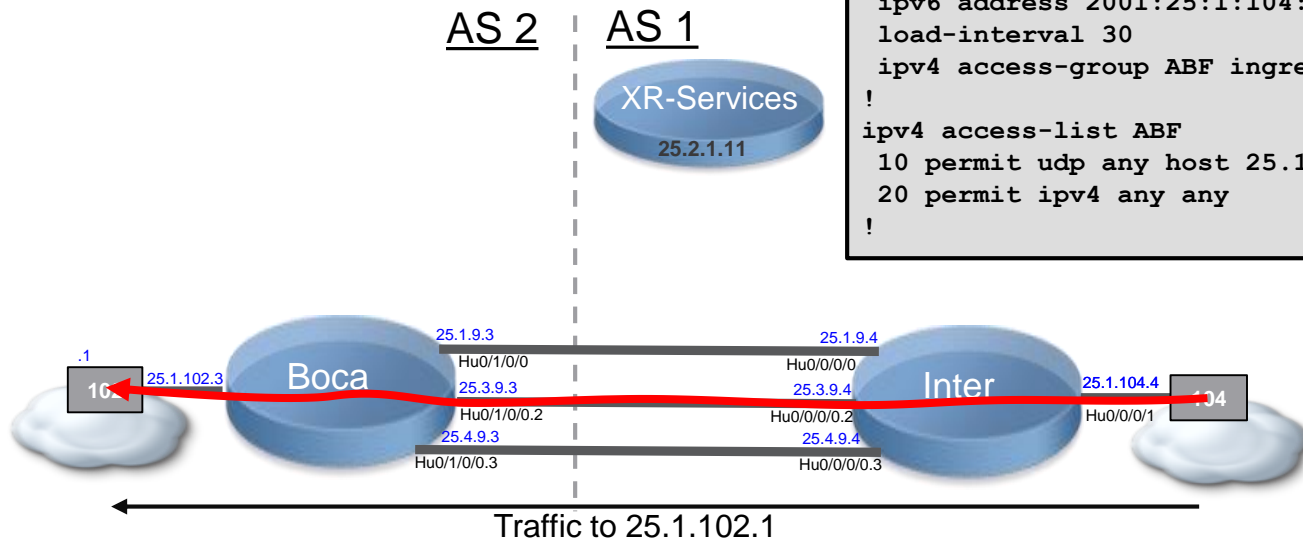 AS 2
AS 1
XR-Services
25.2.1.11
ipv6 address 2001:25:1:104:
load-interval 30
ipv4 access-group ABF ingre
!
ipv4 access-list ABF
10 permit udp any host 25.1
20 permit ipv4 any any
!
.1
102
25.1.102.3
Boca
25.1.9.3
Hu0/1/0/0
25.3.9.3
Hu0/1/0/0.2
25.4.9.3
Hu0/1/0/0.3
25.1.9.4
Hu0/0/0/0
25.3.9.4
Hu0/0/0/0.2
25.4.9.4
Hu0/0/0/0.3
Inter
25.1.104.4
Hu0/0/0/1
104
Traffic to 25.1.102.1